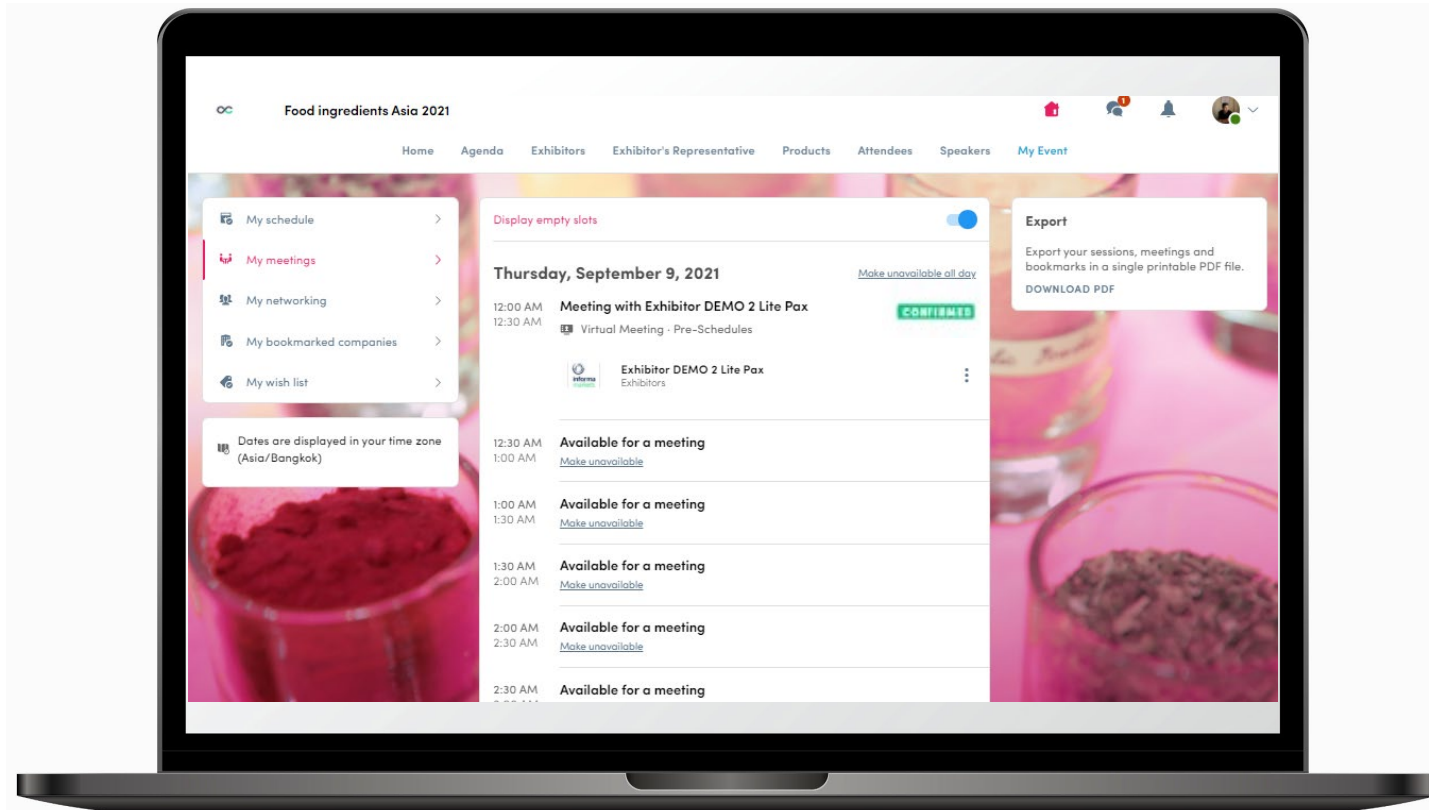 Food ingredients Asia 2021
1
Home Agenda Exhibitors Exhibitor's Representative Products Attendees Speakers My Event
My schedule
My meetings
My networking
My bookmarked companies
My wish list
Dates are displayed in your time zone
(Asia/Bangkok)
Display empty slots
Thursday, September 9, 2021
Make unavailable all day
12:00 AM Meeting with Exhibitor DEMO 2 Lite Pax
CONFIRMED
12:30 AM Virtual Meeting · Pre-Schedules
informa
markets
Exhibitor DEMO 2 Lite Pax
Exhibitors
12:30 AM Available for a meeting
1:00 AM Make unavailable
1:00 AM Available for a meeting
1:30 AM Make unavailable
1:30 AM Available for a meeting
2:00 AM Make unavailable
2:00 AM Available for a meeting
2:30 AM Make unavailable
2:30 AM Available for a meeting
Export
Export your sessions, meetings and
bookmarks in a single printable PDF file.
DOWNLOAD PDF